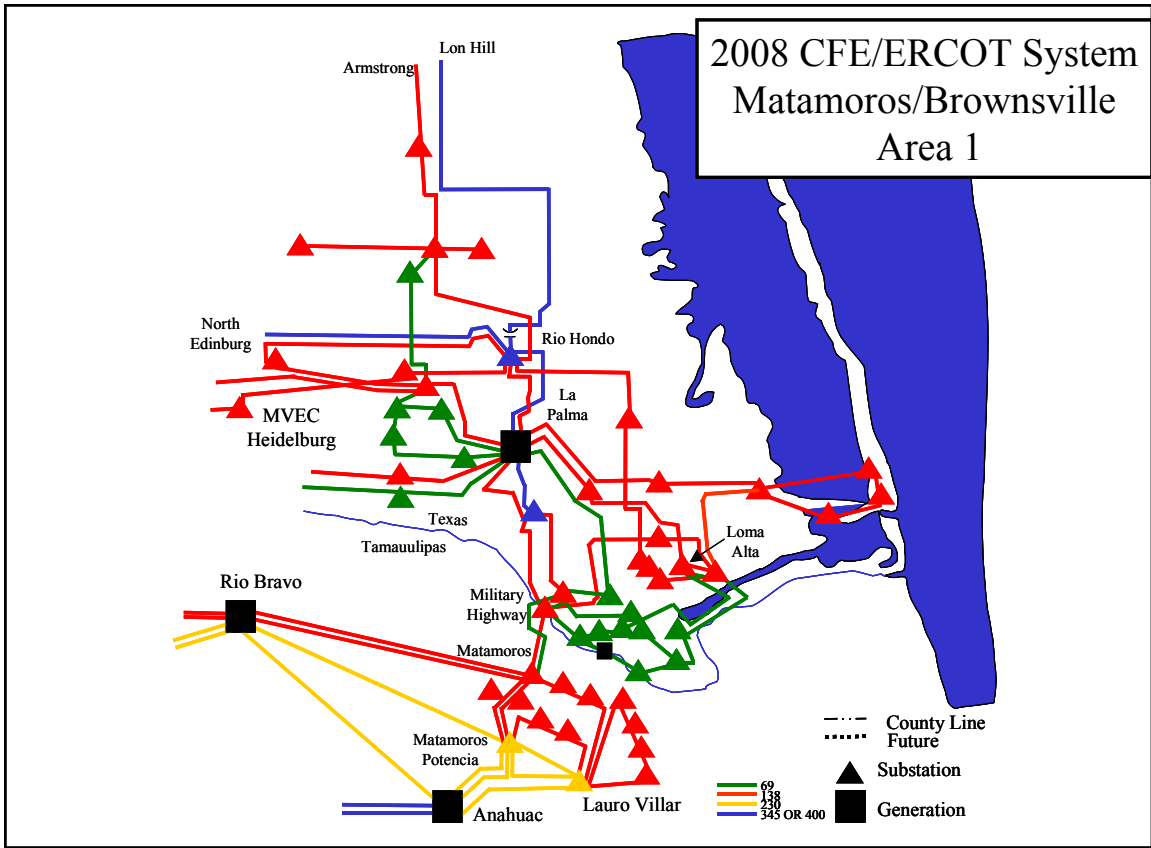 2008 CFE/ERCOT System
Matamoros/Brownsville
Area 1
Lon Hill
Armstrong
North
Edinburg
Rio Hondo
La
Palma
MVEC
Heidelburg
Texas
Tamauulipas
Loma
Alta
Rio Bravo
Military
Highway
Matamoros
Matamoros
Potencia
Lauro Villar
Anahuac
County Line
Future
Substation
Generation
69
138
230
345 OR 400